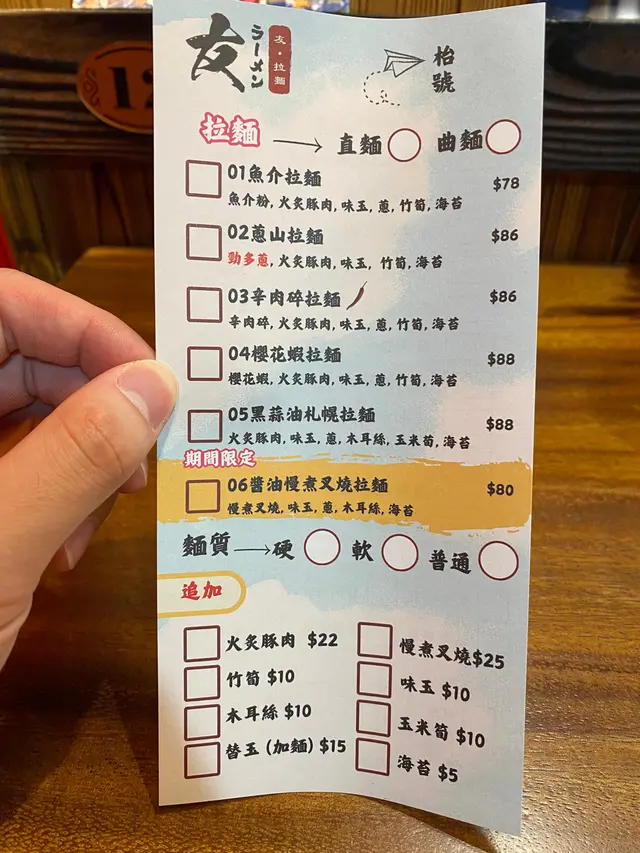 友
ラーメン
友・拉麵
枱號
拉麵 → 直麵 曲麵
01魚介拉麵 $78
魚介粉, 火炙豚肉, 味玉, 蔥, 竹筍, 海苔
02蔥山拉麵 $86
勁多蔥, 火炙豚肉, 味玉, 竹筍, 海苔
03辛肉碎拉麵 $86
辛肉碎, 火炙豚肉, 味玉, 蔥, 竹筍, 海苔
04櫻花蝦拉麵 $88
櫻花蝦, 火炙豚肉, 味玉, 蔥, 竹筍, 海苔
05黑蒜油札幌拉麵 $88
火炙豚肉, 味玉, 蔥, 木耳絲, 玉米筍, 海苔
期間限定
06醬油慢煮叉燒拉麵 $80
慢煮叉燒, 味玉, 蔥, 木耳絲, 海苔
麵質 → 硬 軟 普通
追加
火炙豚肉 $22 慢煮叉燒$25
竹筍 $10 味玉 $10
木耳絲 $10 玉米筍 $10
替玉 (加麵) $15 海苔 $5